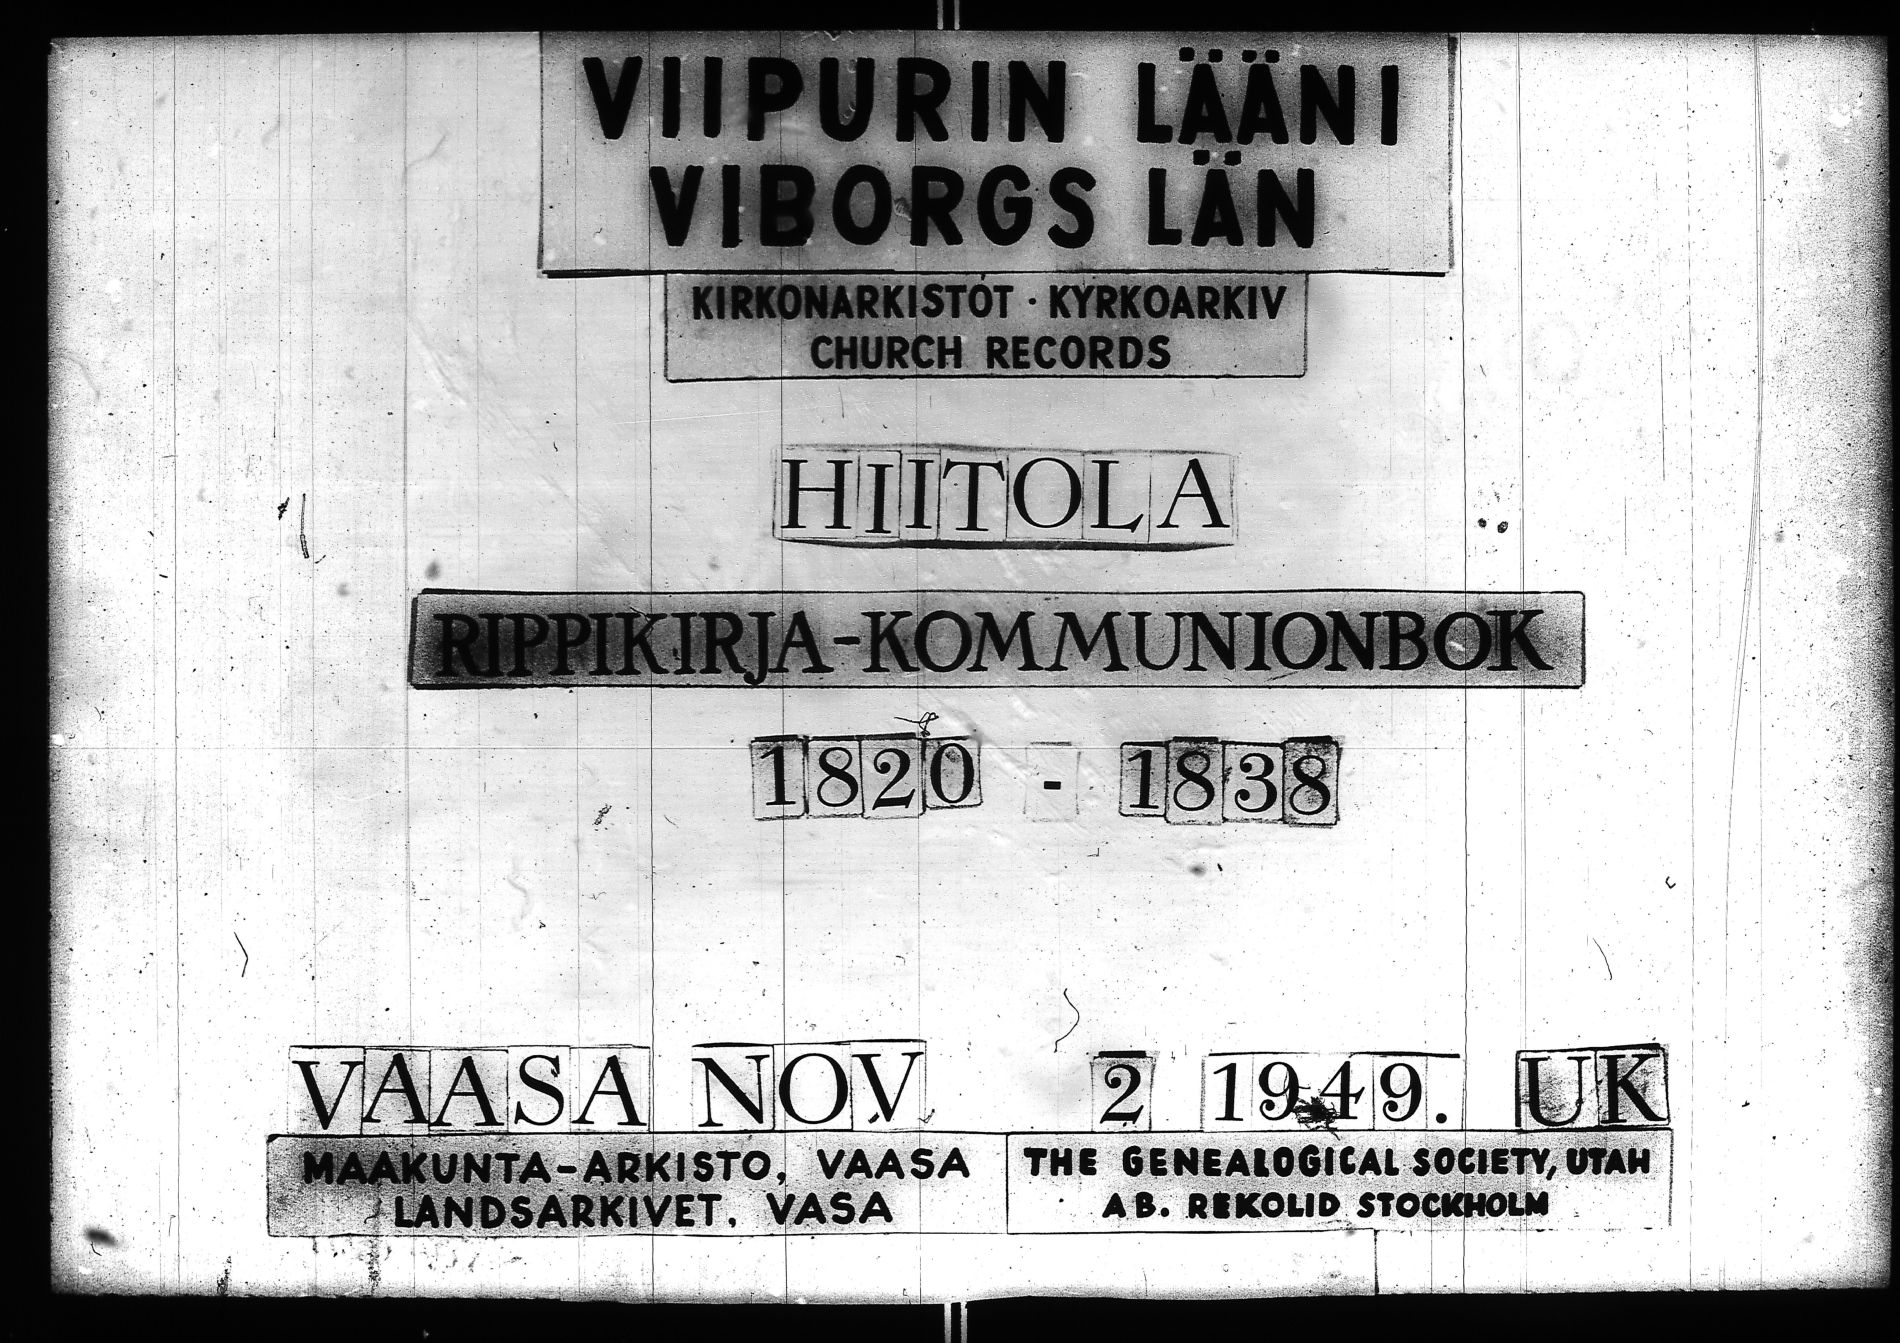 VIIPURIN LÄÄNI
VIBORGS LÄN
KIRKONARKISTOT · KYRKOARKIV
CHURCH RECORDS
HIITOLA
RIPPIKIRJA-KOMMUNIONBOK
1820 - 1838
VAASA NOV 2 1949. UK
MAAKUNTA-ARKISTO, VAASA
LANDSARKIVET, VASA
THE GENEALOGICAL SOCIETY, UTAH
AB. REKOLID STOCKHOLM